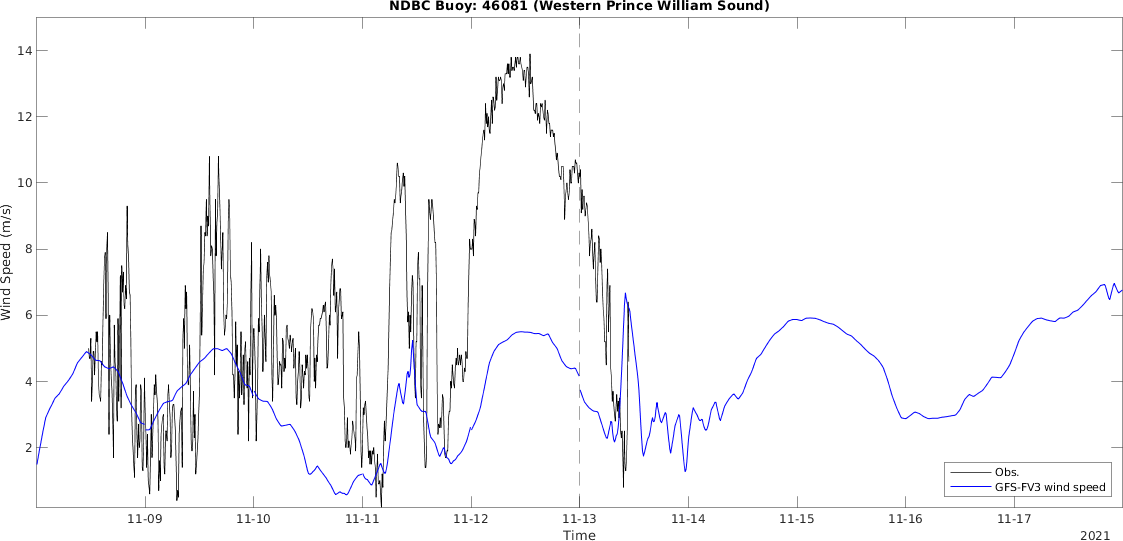 NDBC Buoy: 46081 (Western Prince William Sound)
14
12
10
8
6
4
2
Wind Speed (m/s)
11-09 11-10 11-11 11-12 11-13 11-14 11-15 11-16 11-17
Time
2021
Obs.
GFS-FV3 wind speed